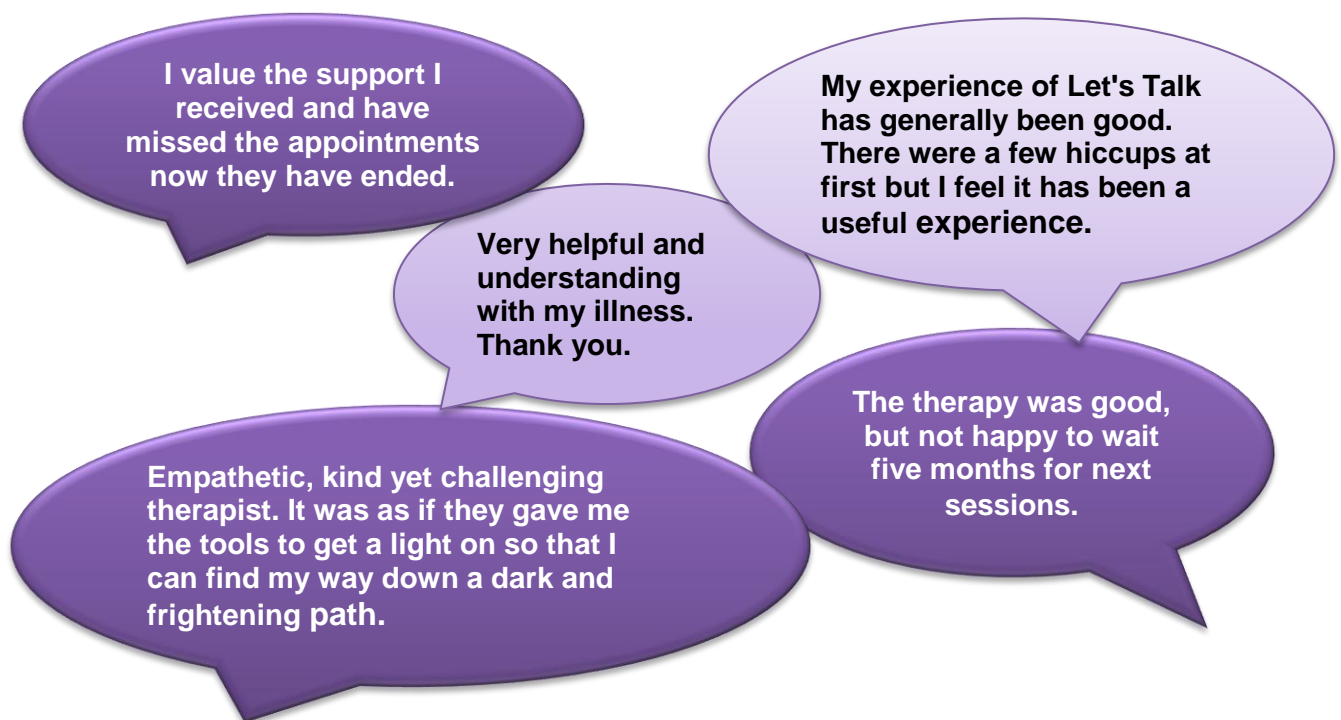 I value the support I
received and have
missed the appointments
now they have ended.
My experience of Let's Talk
has generally been good.
There were a few hiccups at
first but I feel it has been a
useful experience.
Very helpful and
understanding
with my illness.
Thank you.
The therapy was good,
but not happy to wait
five months for next
sessions.
Empathetic, kind yet challenging
therapist. It was as if they gave me
the tools to get a light on so that I
can find my way down a dark and
frightening path.